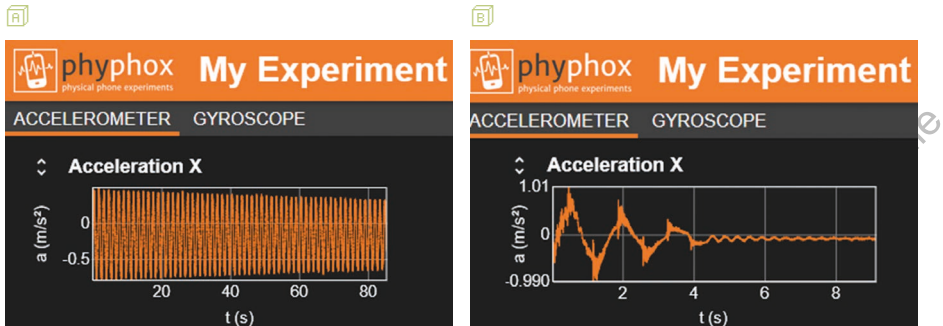 A
B
phyphox
physical phone experiments
My Experiment
ACCELEROMETER GYROSCOPE
Acceleration X
a (m/s²)
0
-0.5
20 40 60 80
t (s)
phyphox
physical phone experiments
My Experiment
ACCELEROMETER GYROSCOPE
Acceleration X
a (m/s²)
1.01
0
-0.990
2 4 6 8
t (s)